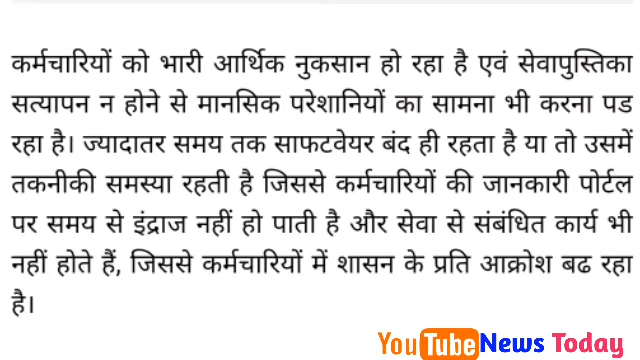 कर्मचारियों को भारी आर्थिक नुकसान हो रहा है एवं सेवापुस्तिका
सत्यापन न होने से मानसिक परेशानियों का सामना भी करना पड
रहा है। ज्यादातर समय तक साफटवेयर बंद ही रहता है या तो उसमें
तकनीकी समस्या रहती है जिससे कर्मचारियों की जानकारी पोर्टल
पर समय से इंद्राज नहीं हो पाती है और सेवा से संबंधित कार्य भी
नहीं होते हैं, जिससे कर्मचारियों में शासन के प्रति आक्रोश बढ रहा
है।
YouTube News Today